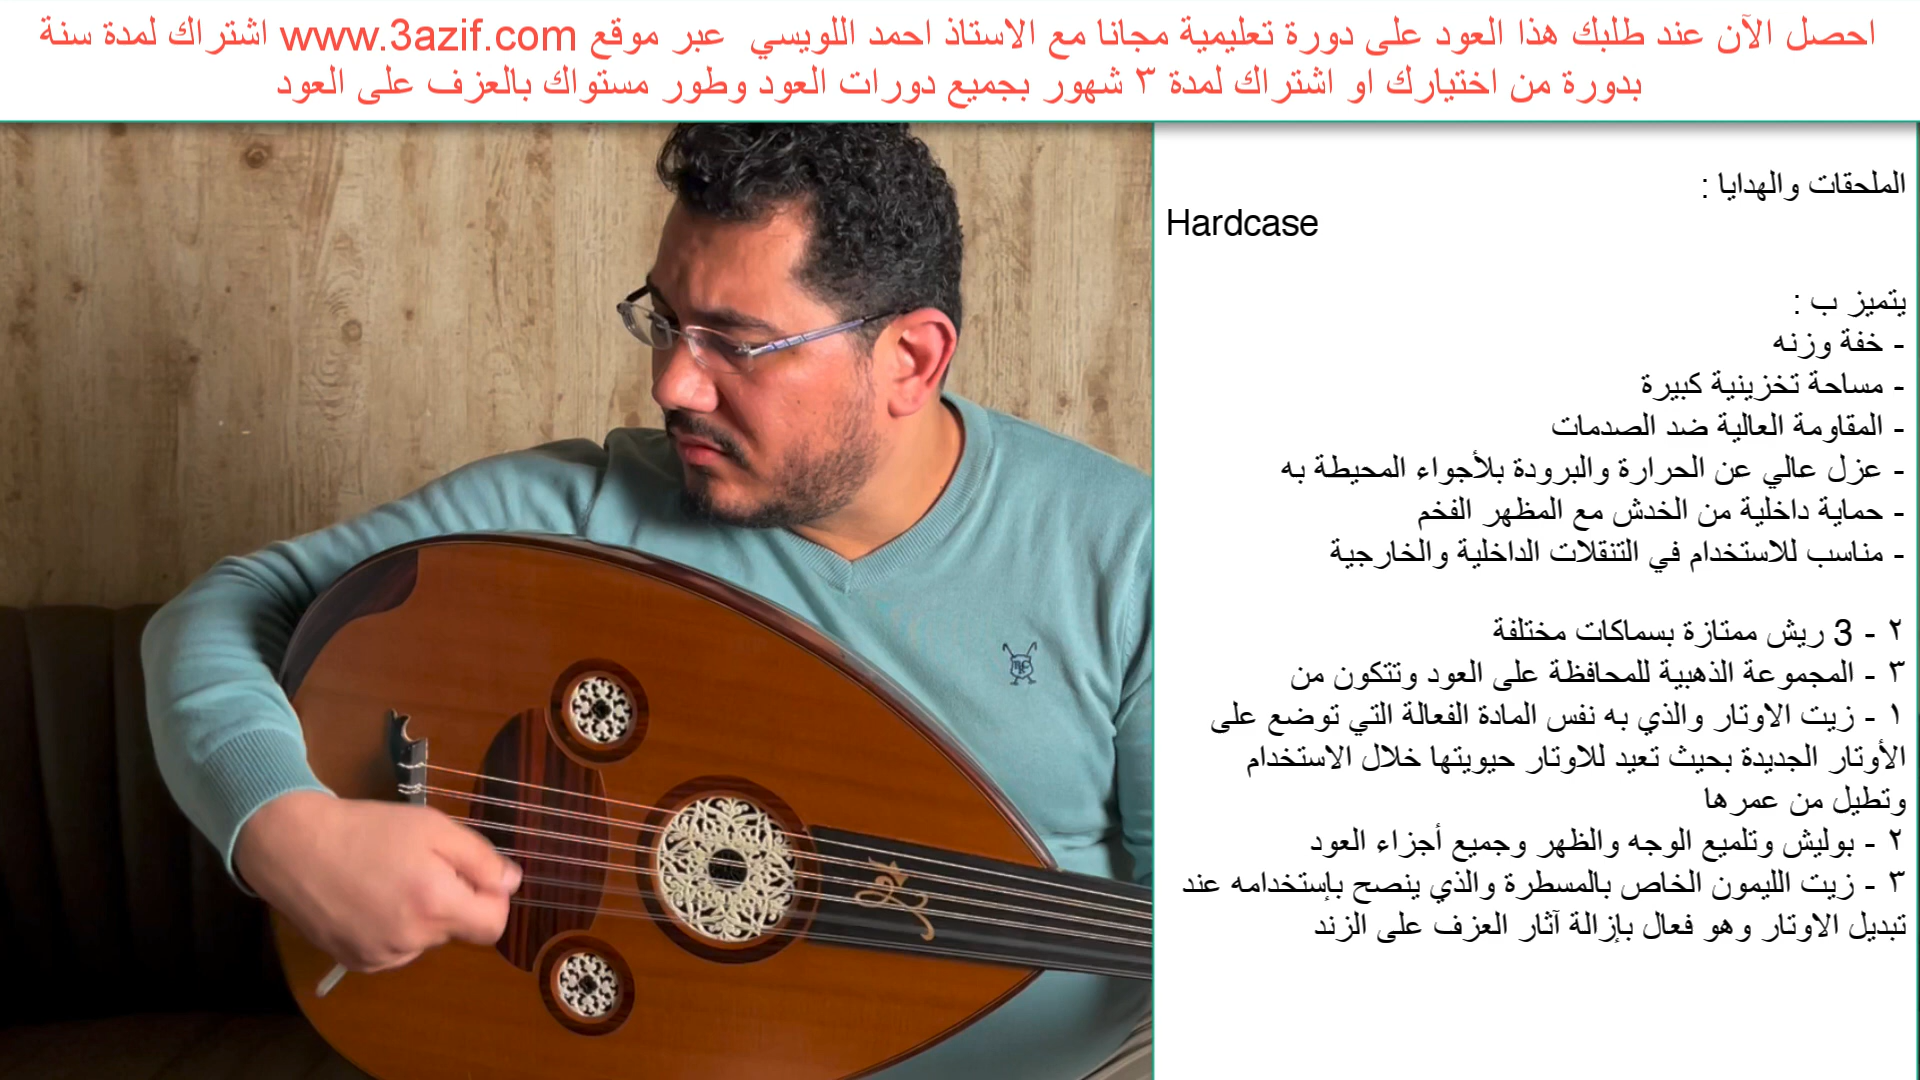 احصل الآن عند طلبك هذا العود على دورة تعليمية مجانا مع الاستاذ احمد اللويسي عبر موقع www.3azif.com اشتراك لمدة سنة
بدورة من اختيارك او اشتراك لمدة ٣ شهور بجميع دورات العود وطور مستواك بالعزف على العود
الملحقات والهدايا :
Hardcase
يتميز ب :
- خفة وزنه
- مساحة تخزينية كبيرة
- المقاومة العالية ضد الصدمات
- عزل عالي عن الحرارة والبرودة بلأجواء المحيطة به
- حماية داخلية من الخدش مع المظهر الفخم
- مناسب للاستخدام في التنقلات الداخلية والخارجية
٢ - 3 ريش ممتازة بسماكات مختلفة
٣ - المجموعة الذهبية للمحافظة على العود وتتكون من
١ - زيت الاوتار والذي به نفس المادة الفعالة التي توضع على
الأوتار الجديدة بحيث تعيد للاوتار حيويتها خلال الاستخدام
وتطيل من عمرها
٢ - بوليش وتلميع الوجه والظهر وجميع أجزاء العود
٣ - زيت الليمون الخاص بالمسطرة والذي ينصح بإستخدامه عند
تبديل الاوتار وهو فعال بإزالة آثار العزف على الزند